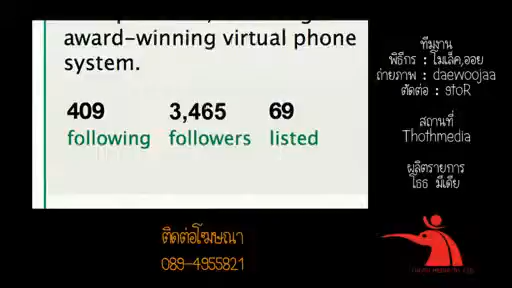 award-winning virtual phone
system.
409 3,465 69
following followers listed
ทีมงาน
พิธีกร : โมเล็ค,ออย
ถ่ายภาพ : daewoojaa
ตัดต่อ : gtoR
สถานที่
Thothmedia
ผลิตรายการ
โธธ มีเดีย
ติดต่อโฆษณา
089-4955821